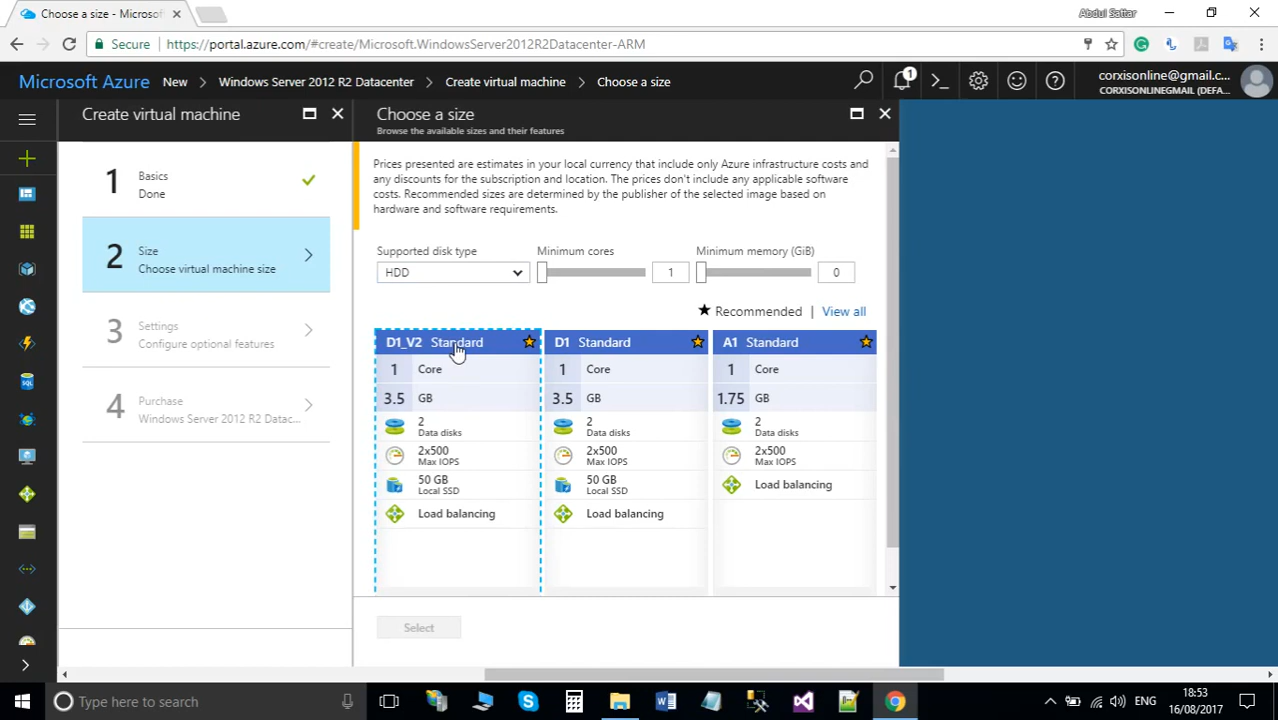 Choose a size - Microsof
Abdul Sattar
Secure
https://portal.azure.com/#create/Microsoft.WindowsServer2012R2Datacenter-ARM
Microsoft Azure New > Windows Server 2012 R2 Datacenter > Create virtual machine > Choose a size
1
corxisonline@gmail.c...
CORXISONLINEGMAIL (DEFA...
Create virtual machine
Choose a size
Browse the available sizes and their features
1 Basics
Done
2 Size
Choose virtual machine size
3 Settings
Configure optional features
4 Purchase
Windows Server 2012 R2 Datac...
Prices presented are estimates in your local currency that include only Azure infrastructure costs and
any discounts for the subscription and location. The prices don't include any applicable software
costs. Recommended sizes are determined by the publisher of the selected image based on
hardware and software requirements.
Supported disk type Minimum cores Minimum memory (GiB)
HDD 1 0
★ Recommended | View all
D1_V2 Standard
1 Core
3.5 GB
2
Data disks
2x500
Max IOPS
50 GB
Local SSD
Load balancing
D1 Standard
1 Core
3.5 GB
2
Data disks
2x500
Max IOPS
50 GB
Local SSD
Load balancing
A1 Standard
1 Core
1.75 GB
2
Data disks
2x500
Max IOPS
Load balancing
Select
Type here to search
ENG
18:53
16/08/2017